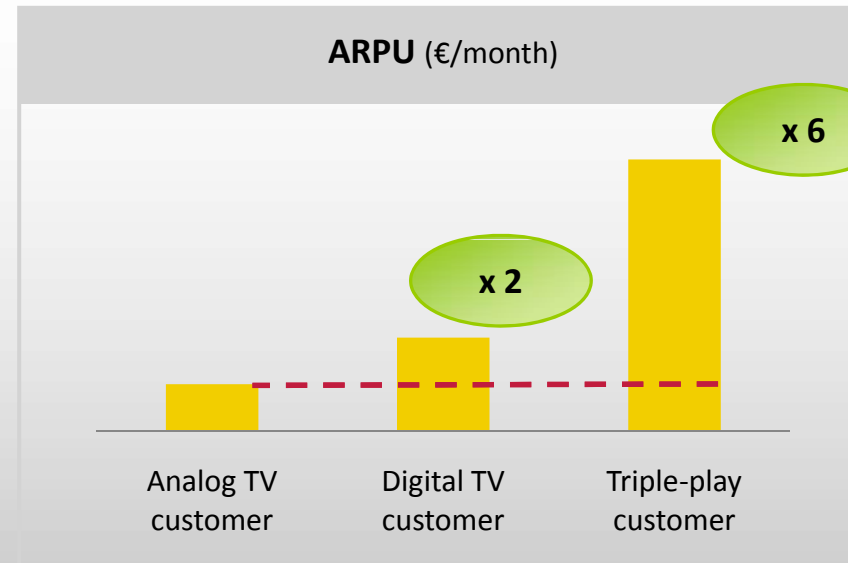 ARPU (€/month)
x 6
x 2
Analog TV
customer
Digital TV
customer
Triple-play
customer